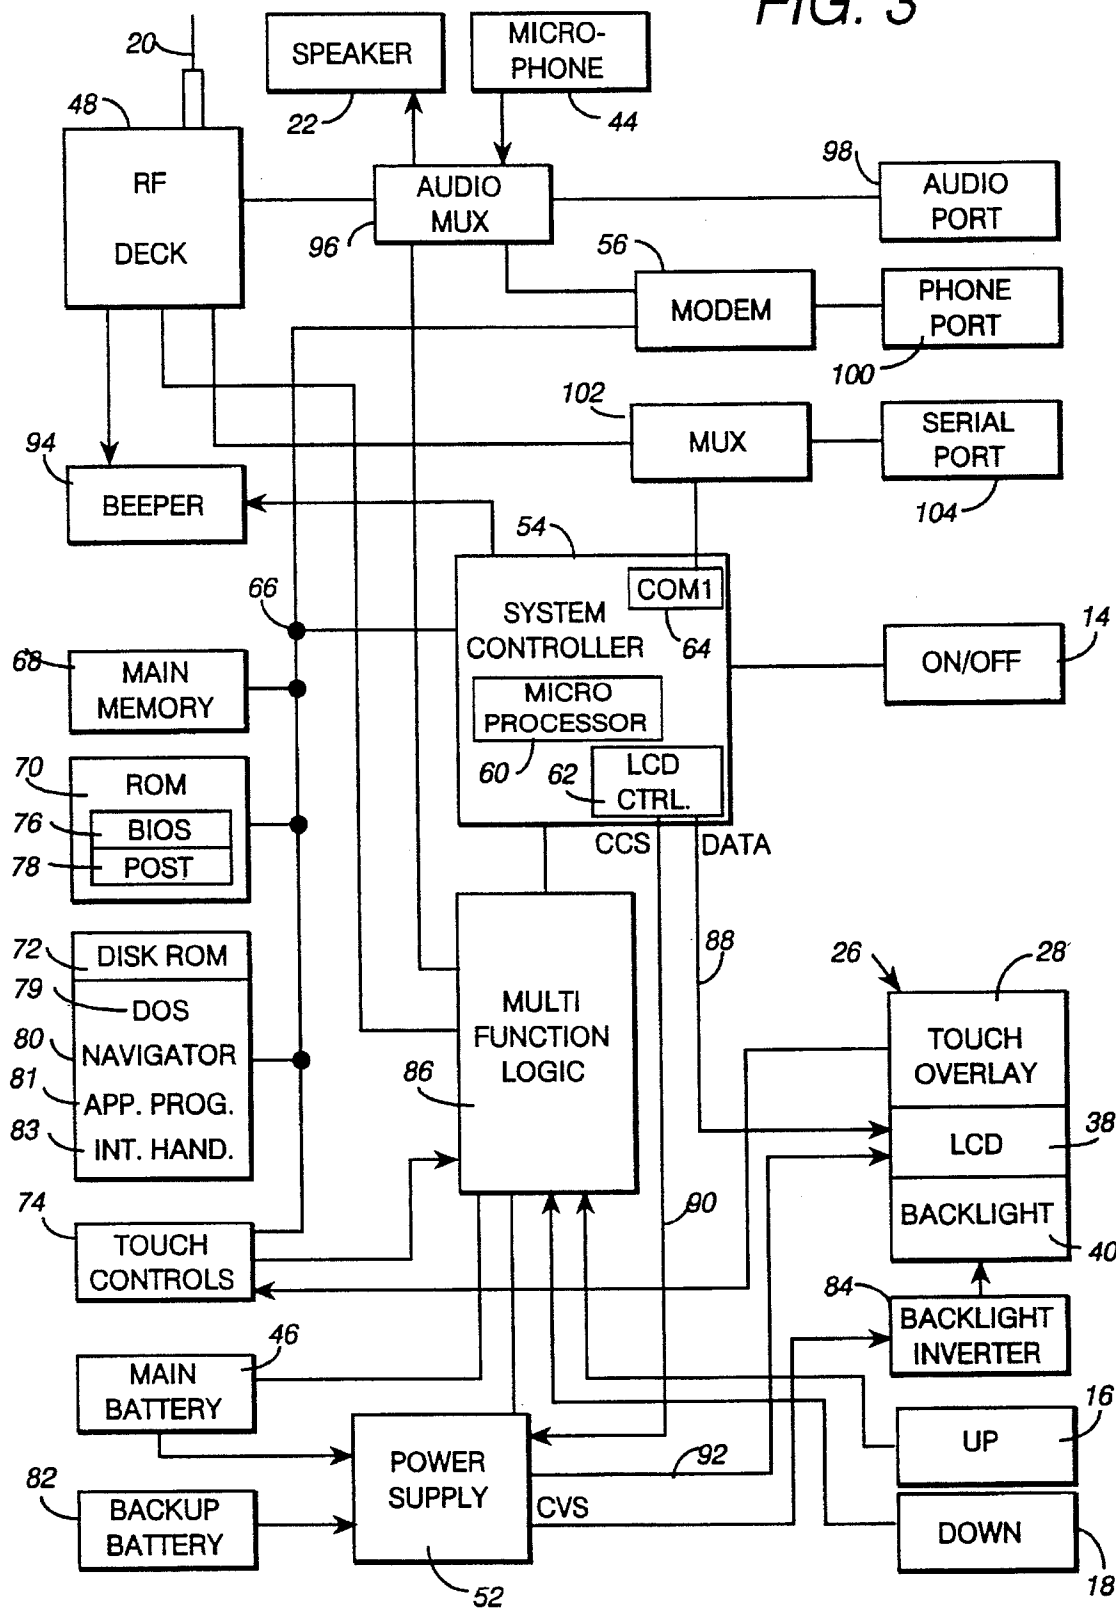 FIG. 3
20
SPEAKER
22
MICRO-
PHONE
44
48
RF
DECK
AUDIO
MUX
96
98
AUDIO
PORT
56
MODEM
PHONE
PORT
100
102
MUX
SERIAL
PORT
104
94
BEEPER
54
COM1
64
SYSTEM
CONTROLLER
MICRO
PROCESSOR
60
62
LCD
CTRL.
CCS
DATA
14
ON/OFF
66
68
MAIN
MEMORY
70
ROM
76
BIOS
78
POST
72
DISK ROM
79
DOS
80
NAVIGATOR
81
APP. PROG.
83
INT. HAND.
86
MULTI
FUNCTION
LOGIC
88
90
26
28
TOUCH
OVERLAY
LCD
38
BACKLIGHT
40
74
TOUCH
CONTROLS
84
BACKLIGHT
INVERTER
46
MAIN
BATTERY
82
BACKUP
BATTERY
POWER
SUPPLY
52
92
CVS
16
UP
DOWN
18